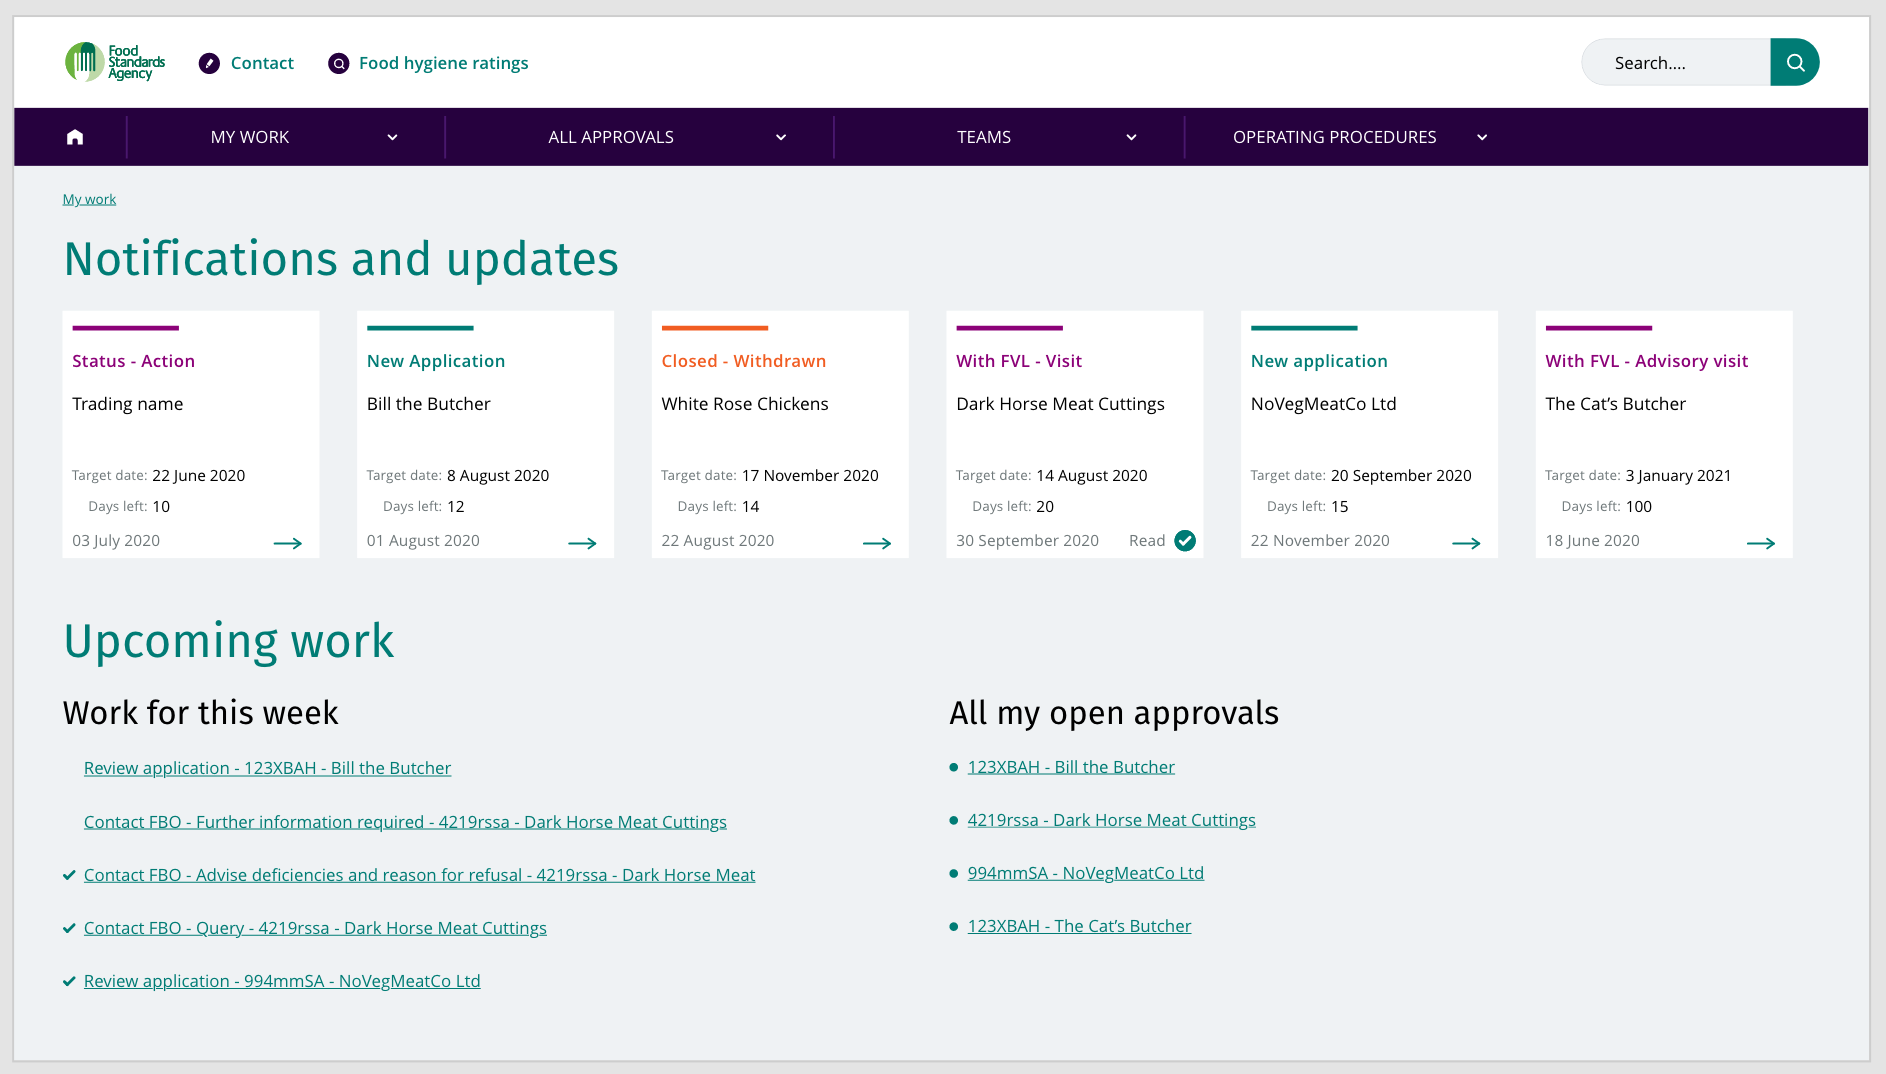 Food
Standards
Agency
Contact
Food hygiene ratings
Search....
MY WORK
ALL APPROVALS
TEAMS
OPERATING PROCEDURES
My work
Notifications and updates
Status - Action
Trading name
Target date: 22 June 2020
Days left: 10
03 July 2020
New Application
Bill the Butcher
Target date: 8 August 2020
Days left: 12
01 August 2020
Closed - Withdrawn
White Rose Chickens
Target date: 17 November 2020
Days left: 14
22 August 2020
With FVL - Visit
Dark Horse Meat Cuttings
Target date: 14 August 2020
Days left: 20
30 September 2020 Read
New application
NoVegMeatCo Ltd
Target date: 20 September 2020
Days left: 15
22 November 2020
With FVL - Advisory visit
The Cat’s Butcher
Target date: 3 January 2021
Days left: 100
18 June 2020
Upcoming work
Work for this week
Review application - 123XBAH - Bill the Butcher
Contact FBO - Further information required - 4219rssa - Dark Horse Meat Cuttings
Contact FBO - Advise deficiencies and reason for refusal - 4219rssa - Dark Horse Meat
Contact FBO - Query - 4219rssa - Dark Horse Meat Cuttings
Review application - 994mmSA - NoVegMeatCo Ltd
All my open approvals
123XBAH - Bill the Butcher
4219rssa - Dark Horse Meat Cuttings
994mmSA - NoVegMeatCo Ltd
123XBAH - The Cat’s Butcher